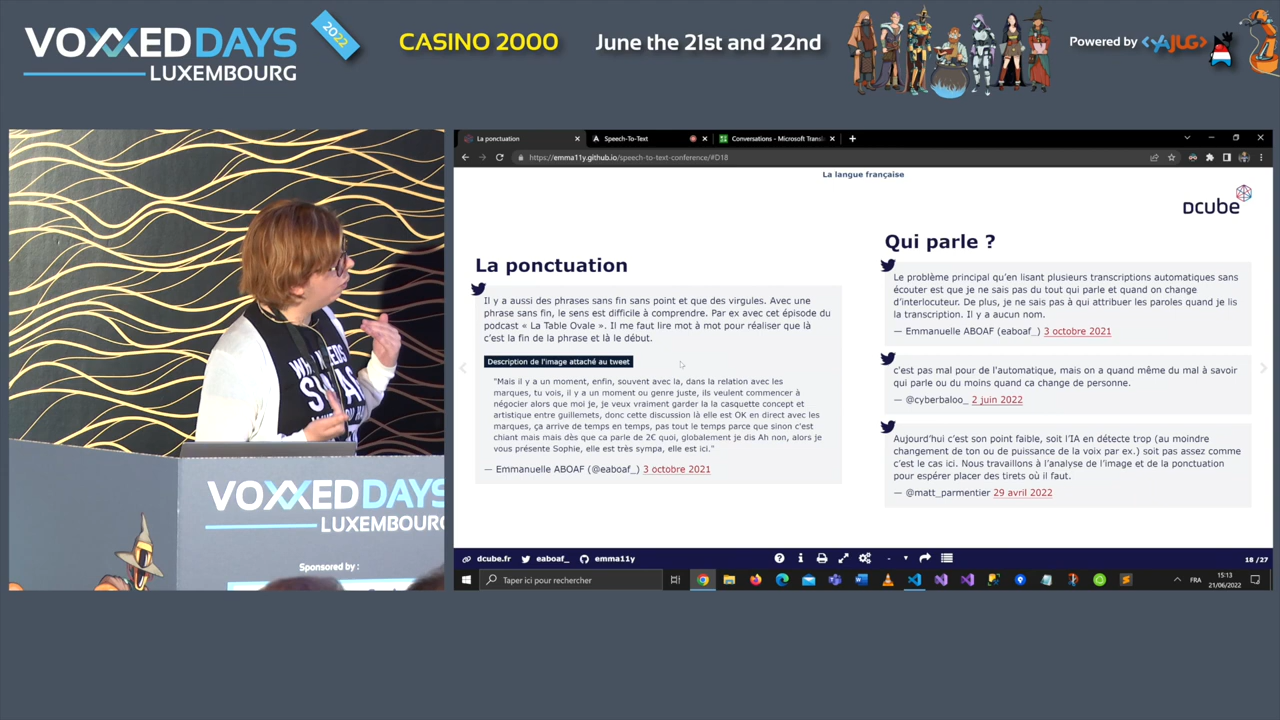 VOXXED DAYS
LUXEMBOURG
2022
CASINO 2000
June the 21st and 22nd
Powered by <YAJUG>
La ponctuation
Speech-To-Text
Conversations - Microsoft Transl
https://emma11y.github.io/speech-to-text-conference/#D18
La langue française
DCUBE
La ponctuation
Il y a aussi des phrases sans fin sans point et que des virgules. Avec une
phrase sans fin, le sens est difficile à comprendre. Par ex avec cet épisode du
podcast « La Table Ovale ». Il me faut lire mot à mot pour réaliser que là
c'est la fin de la phrase et là le début.
Description de l'image attaché au tweet
"Mais il y a un moment, enfin, souvent avec la, dans la relation avec les
marques, tu vois, il y a un moment ou genre juste, ils veulent commencer à
négocier alors que moi je, je veux vraiment garder la la casquette concept et
artistique entre guillemets, donc cette discussion là elle est OK en direct avec les
marques, ça arrive de temps en temps, pas tout le temps parce que sinon c'est
chiant mais mais dès que ca parle de 2€ quoi, globalement je dis Ah non, alors je
vous présente Sophie, elle est très sympa, elle est ici."
— Emmanuelle ABOAF (@eaboaf_) 3 octobre 2021
Qui parle ?
Le problème principal qu'en lisant plusieurs transcriptions automatiques sans
écouter est que je ne sais pas du tout qui parle et quand on change
d'interlocuteur. De plus, je ne sais pas à qui attribuer les paroles quand je lis
la transcription. Il y a aucun nom.
— Emmanuelle ABOAF (eaboaf_) 3 octobre 2021
c'est pas mal pour de l'automatique, mais on a quand même du mal à savoir
qui parle ou du moins quand ca change de personne.
— @cyberbaloo_ 2 juin 2022
Aujourd'hui c'est son point faible, soit l'IA en détecte trop (au moindre
changement de ton ou de puissance de la voix par ex.) soit pas assez comme
c'est le cas ici. Nous travaillons à l'analyse de l'image et de la ponctuation
pour espérer placer des tirets où il faut.
— @matt_parmentier 29 avril 2022
dcube.fr
eaboaf_
emma11y
18 /27
Taper ici pour rechercher
FRA
15:13
21/06/2022
VOXXED DAYS
LUXEMBOURG
Sponsored by :